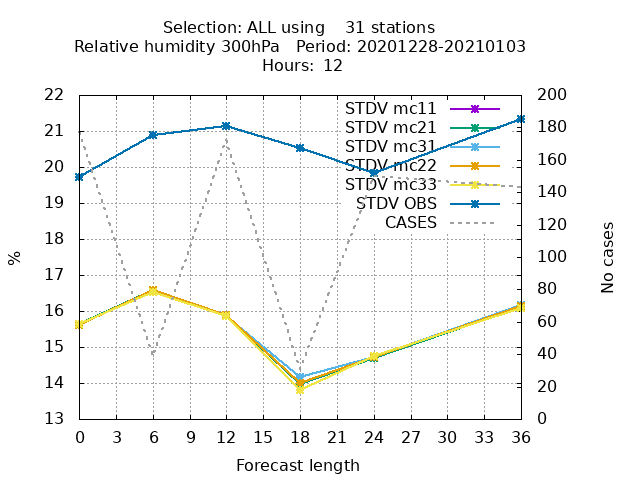 Selection: ALL using    31 stations
Relative humidity 300hPa   Period: 20201228-20210103
Hours: 12
22
21
20
19
18
17
16
15
14
13
%
200
180
160
140
120
100
80
60
40
20
0
No cases
STDV mc11
STDV mc21
STDV mc31
STDV mc22
STDV mc33
STDV OBS
CASES
0 3 6 9 12 15 18 21 24 27 30 33 36
Forecast length